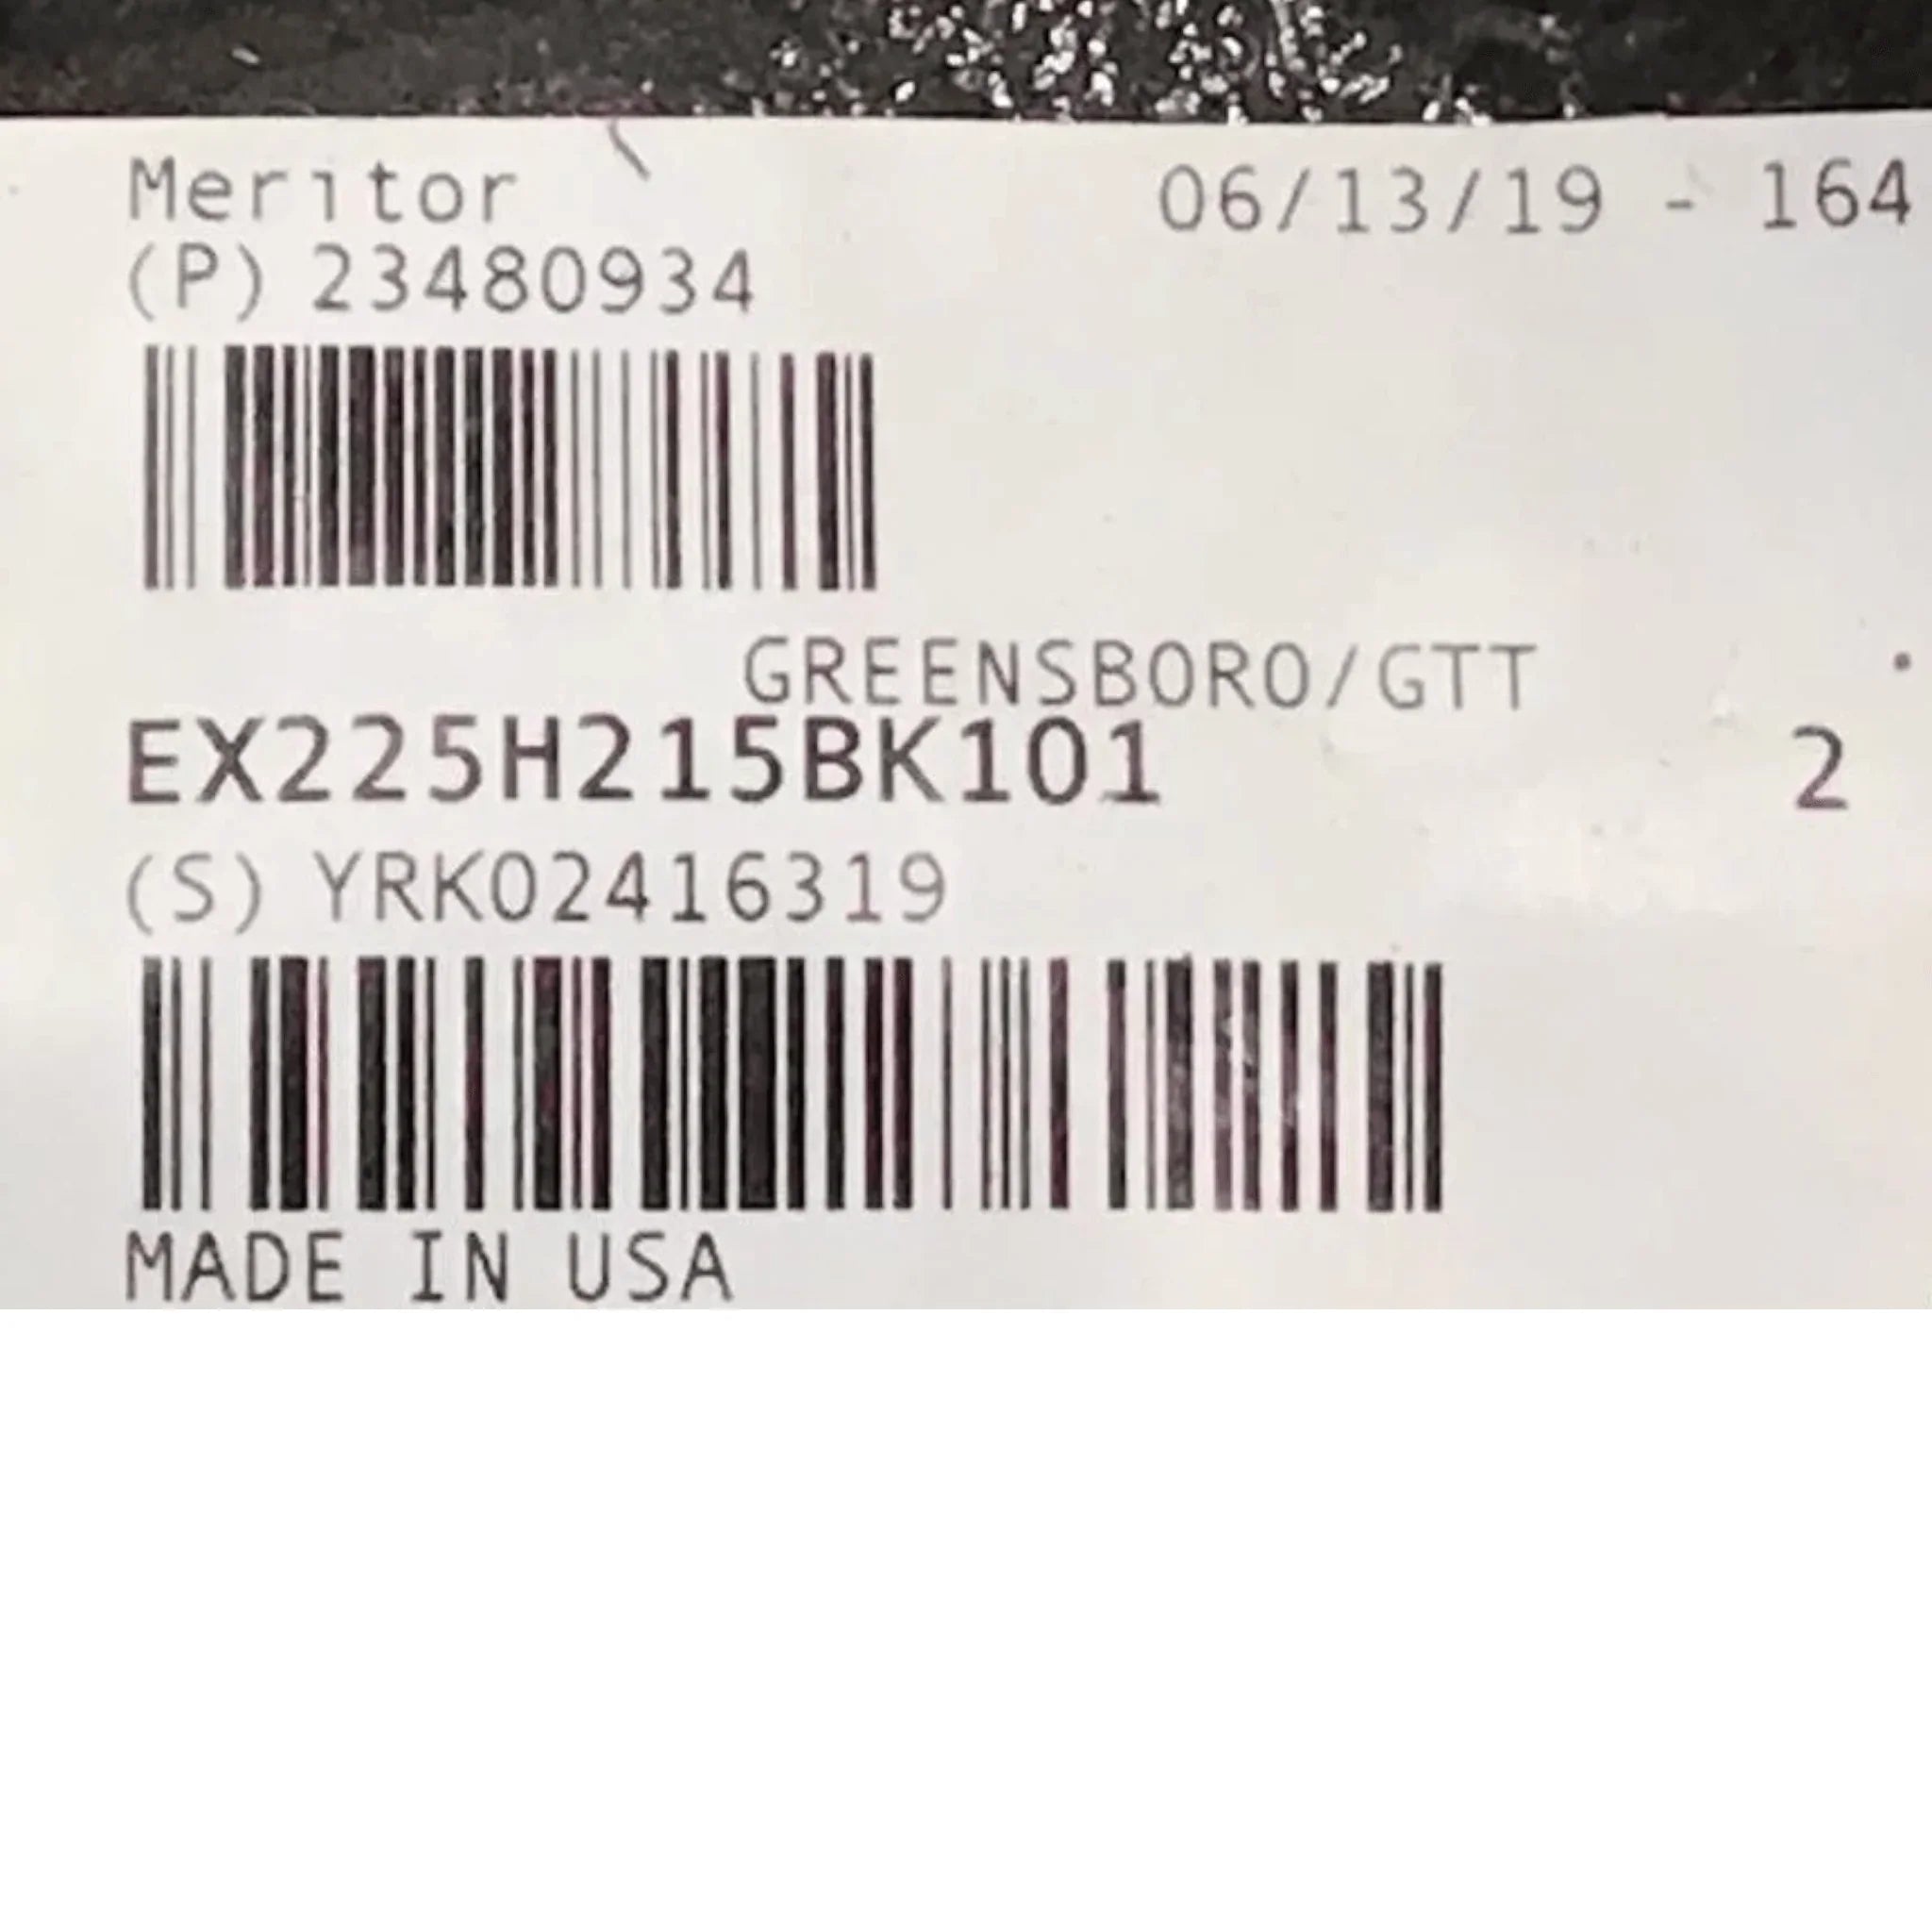 Meritor 06/13/19 - 164
(P) 23480934
GREENSBORO/GTT
EX225H215BK101 2
(S) YRK02416319
MADE IN USA